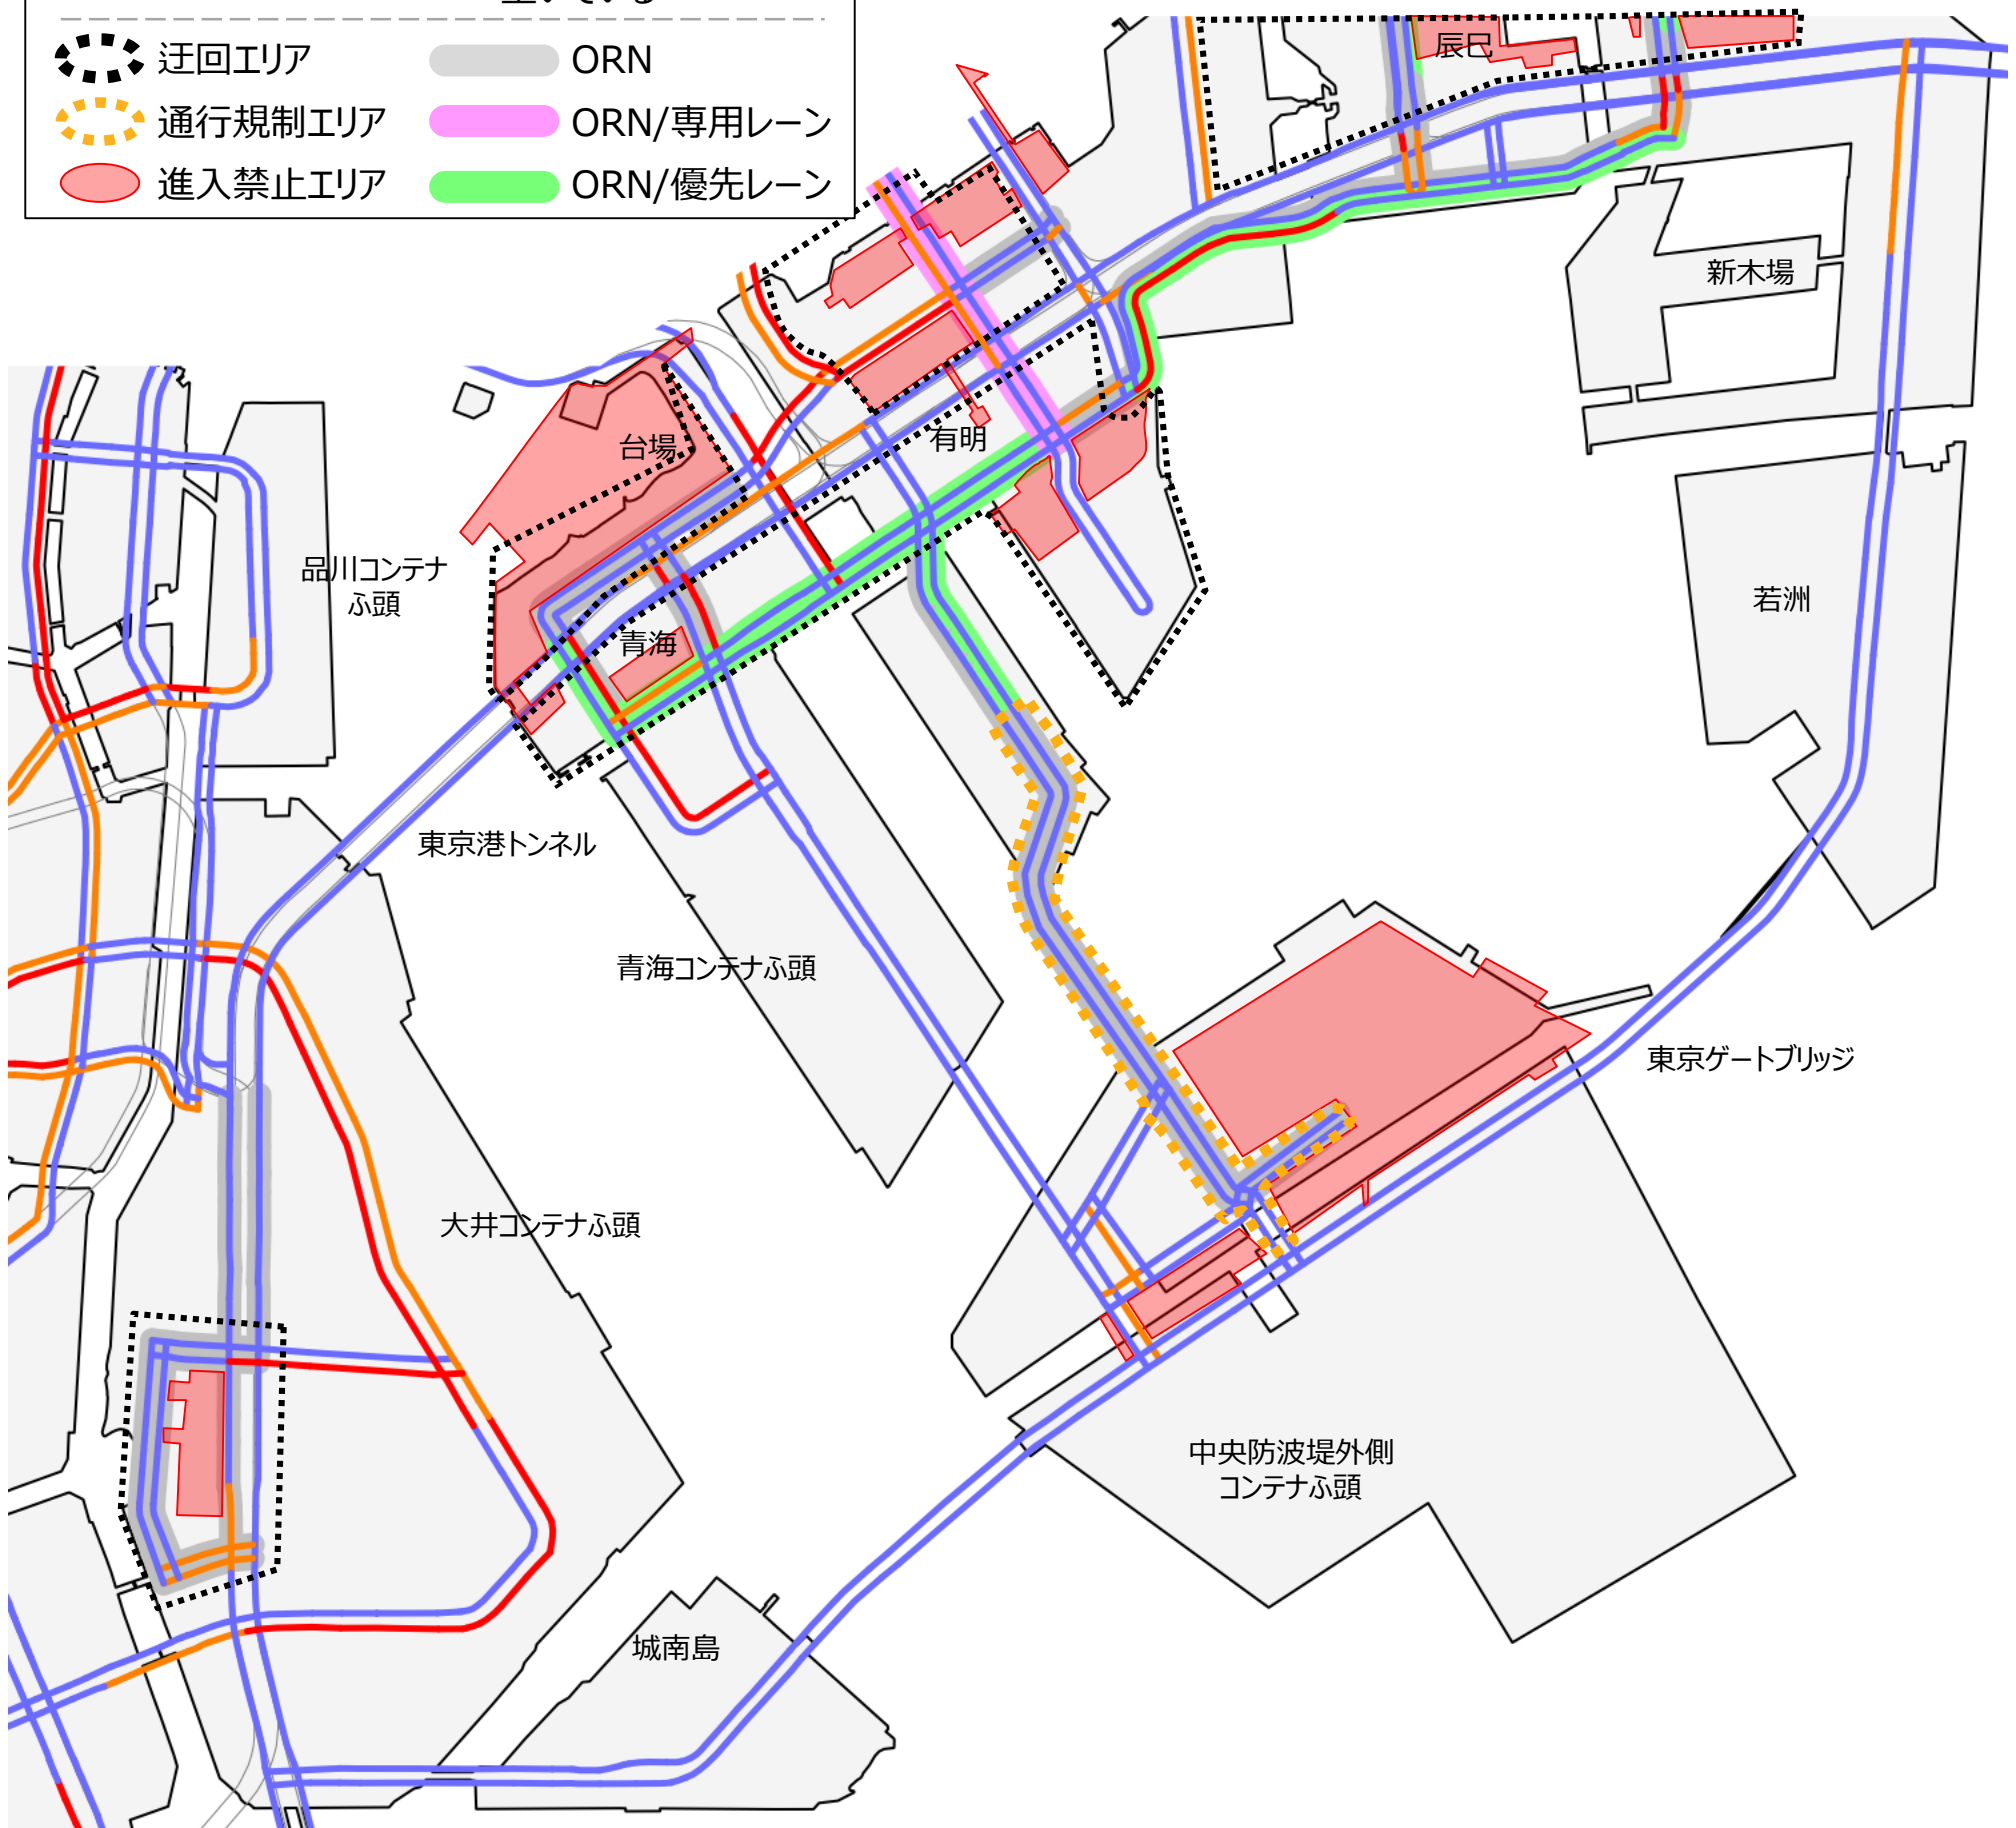 空いている
迂回エリア
ORN
通行規制エリア
ORN/専用レーン
進入禁止エリア
ORN/優先レーン
辰巳
新木場
有明
台場
品川コンテナ
ふ頭
若洲
青海
東京港トンネル
青海コンテナふ頭
東京ゲートブリッジ
大井コンテナふ頭
中央防波堤外側
コンテナふ頭
城南島